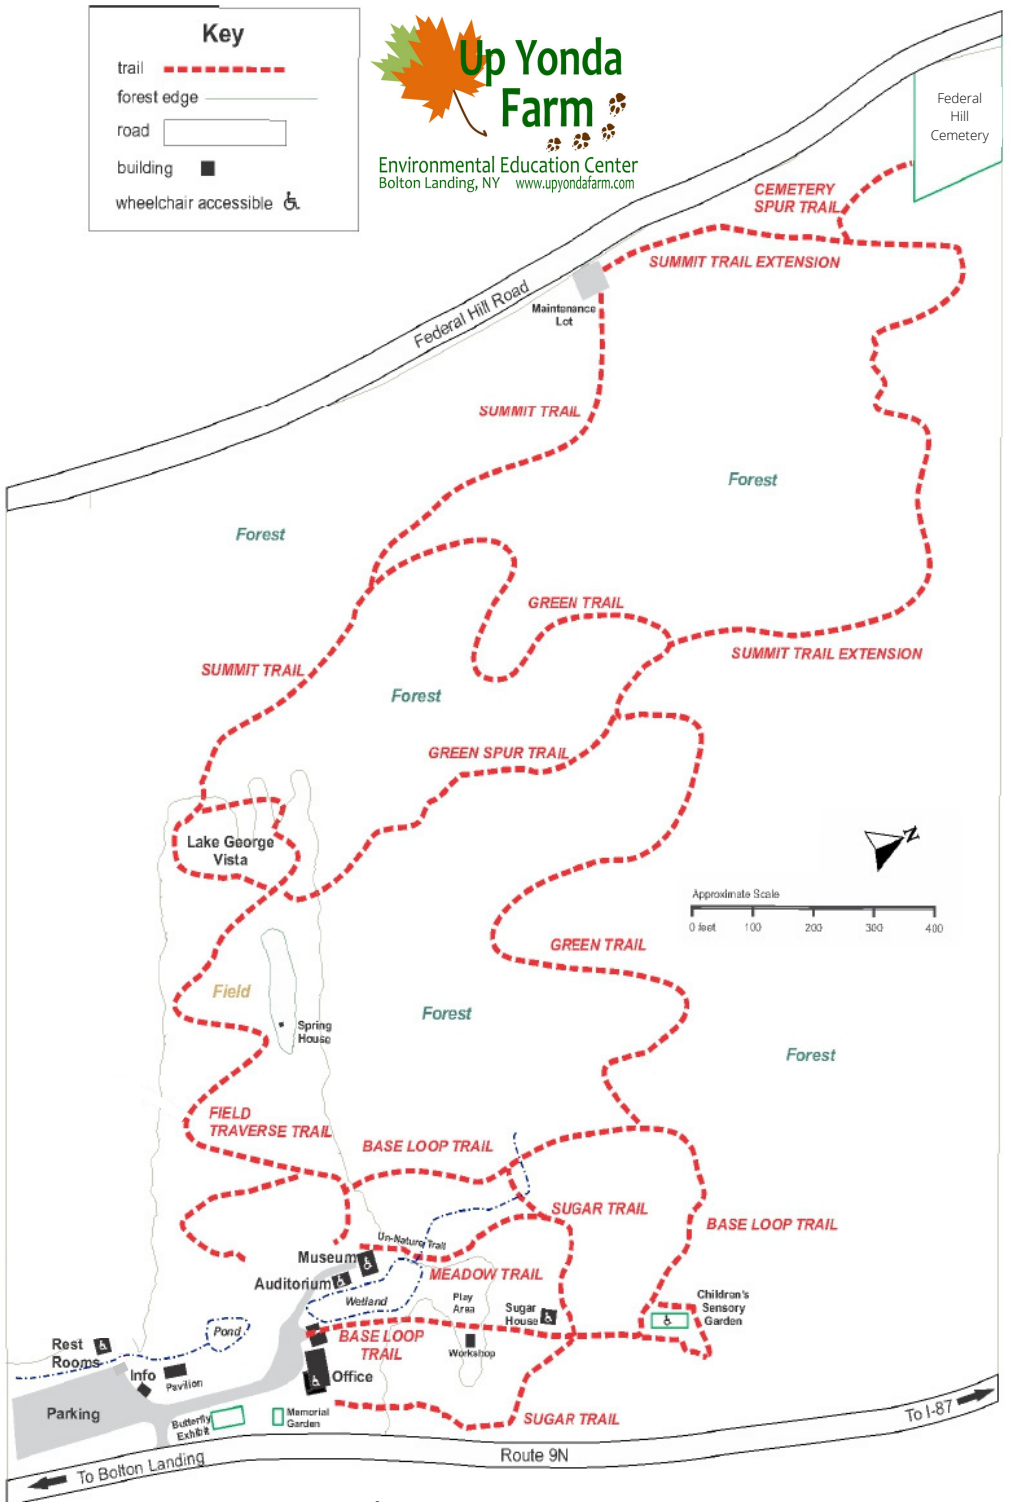 Key
trail
forest edge
road
building
wheelchair accessible
Up Yonda
Farm
Environmental Education Center
Bolton Landing, NY www.upyondafarm.com
Federal
Hill
Cemetery
CEMETERY
SPUR TRAIL
SUMMIT TRAIL EXTENSION
Federal Hill Road
Maintenance
Lot
SUMMIT TRAIL
Forest
Forest
GREEN TRAIL
SUMMIT TRAIL EXTENSION
SUMMIT TRAIL
Forest
GREEN SPUR TRAIL
Lake George
Vista
N
Approximate Scale
0 feet 100 200 300 400
GREEN TRAIL
Field
Forest
Spring
House
Forest
FIELD
TRAVERSE TRAIL
BASE LOOP TRAIL
SUGAR TRAIL
BASE LOOP TRAIL
Un-Nature Trail
Museum
MEADOW TRAIL
Auditorium
Wetland
Play
Area
Sugar
House
Children's
Sensory
Garden
Pond
BASE LOOP
TRAIL
Workshop
Rest
Rooms
Info
Pavilion
Office
Parking
Butterfly
Exhibit
Memorial
Garden
SUGAR TRAIL
To I-87
Route 9N
To Bolton Landing